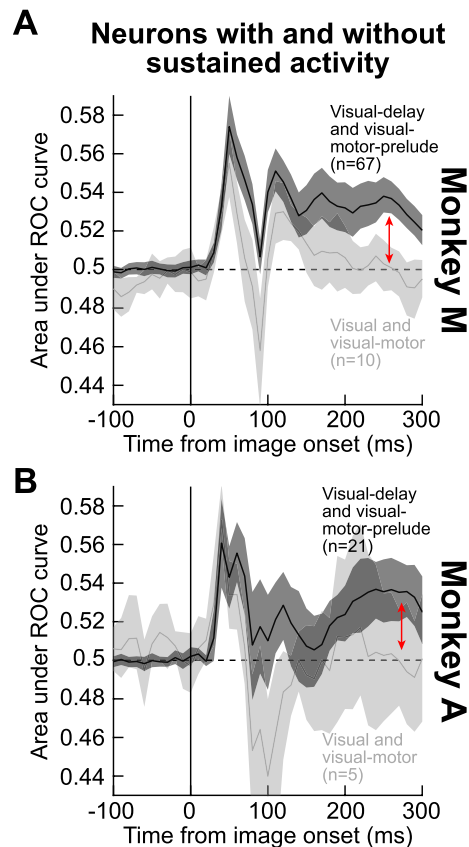 A
Neurons with and without
sustained activity
0.58
0.56
0.54
0.52
0.5
0.48
0.46
0.44
Area under ROC curve
Visual-delay
and visual-
motor-prelude
(n=67)
Visual and
visual-motor
(n=10)
Monkey M
-100
0
100
200
300
Time from image onset (ms)
B
0.58
0.56
0.54
0.52
0.5
0.48
0.46
0.44
Area under ROC curve
Visual-delay
and visual-
motor-prelude
(n=21)
Visual and
visual-motor
(n=5)
Monkey A
-100
0
100
200
300
Time from image onset (ms)